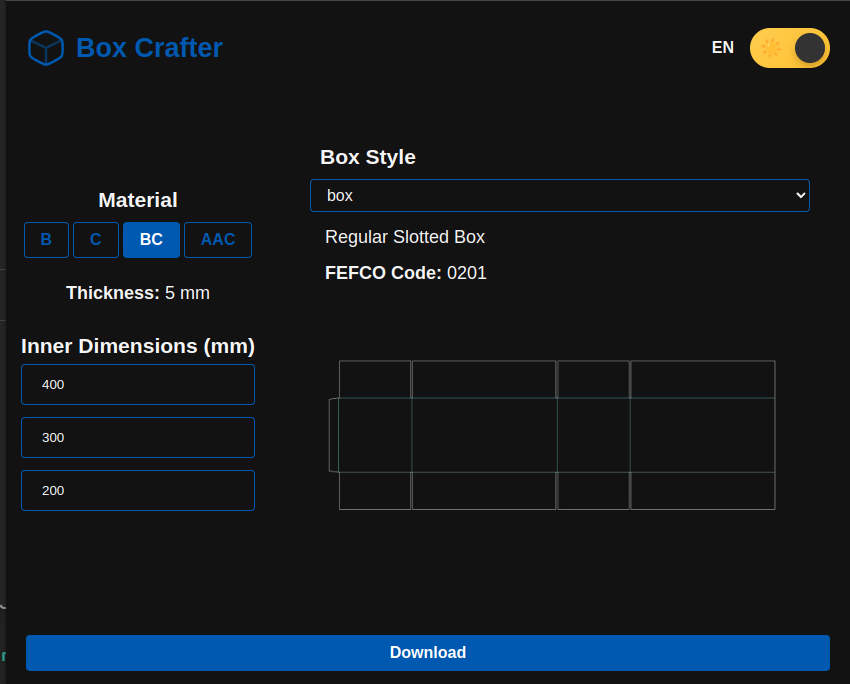 Box Crafter
EN
Material
B
C
BC
AAC
Thickness: 5 mm
Inner Dimensions (mm)
400
300
200
Box Style
box
Regular Slotted Box
FEFCO Code: 0201
Download